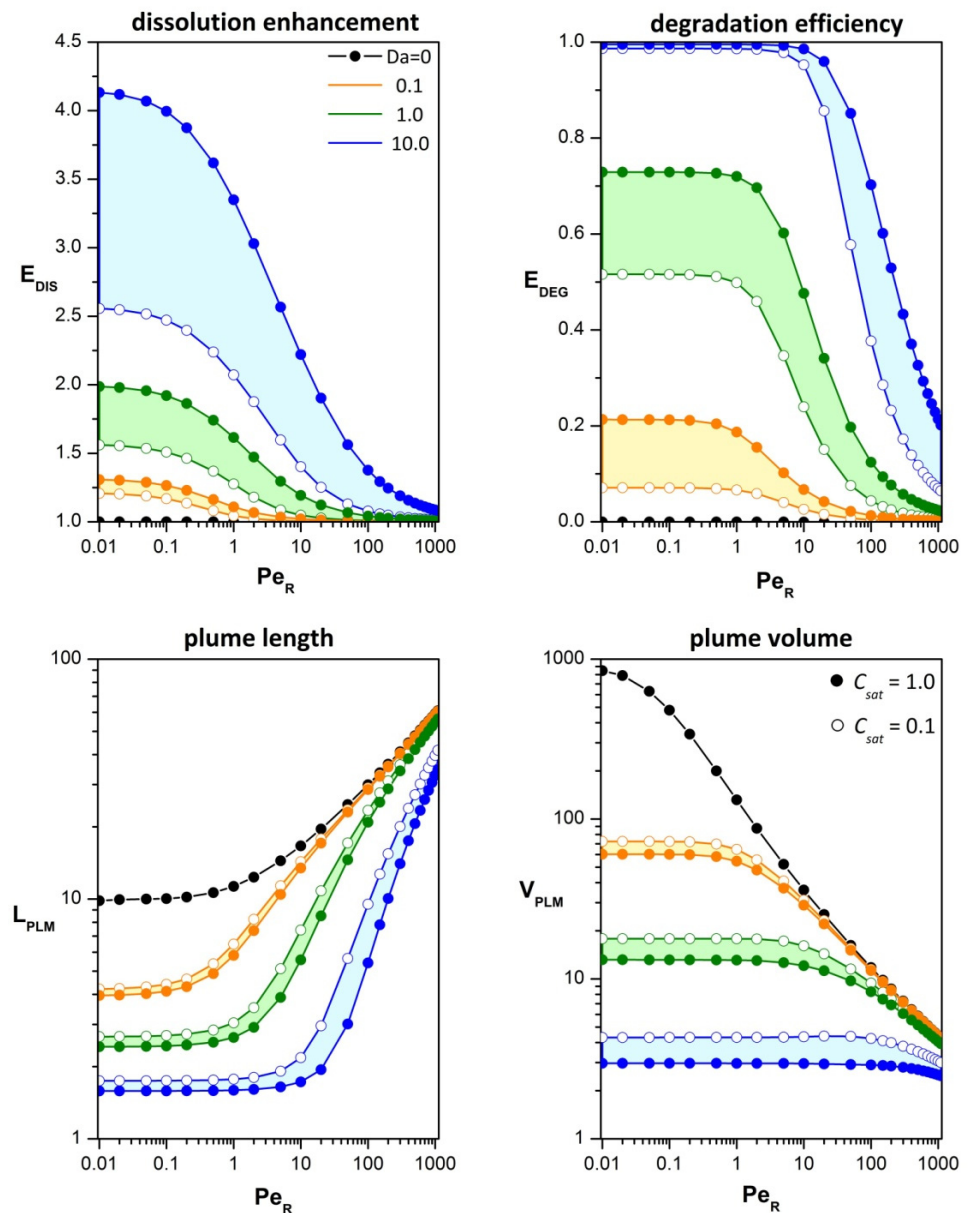 dissolution enhancement
4.5
4.0
3.5
3.0
2.5
2.0
1.5
1.0
E_DIS
Da=0
0.1
1.0
10.0
0.01 0.1 1 10 100 1000
Pe_R
degradation efficiency
1.0
0.8
0.6
0.4
0.2
0.0
E_DEG
0.01 0.1 1 10 100 1000
Pe_R
plume length
100
10
1
L_PLM
0.01 0.1 1 10 100 1000
Pe_R
plume volume
1000
100
10
1
V_PLM
C_sat = 1.0
C_sat = 0.1
0.01 0.1 1 10 100 1000
Pe_R